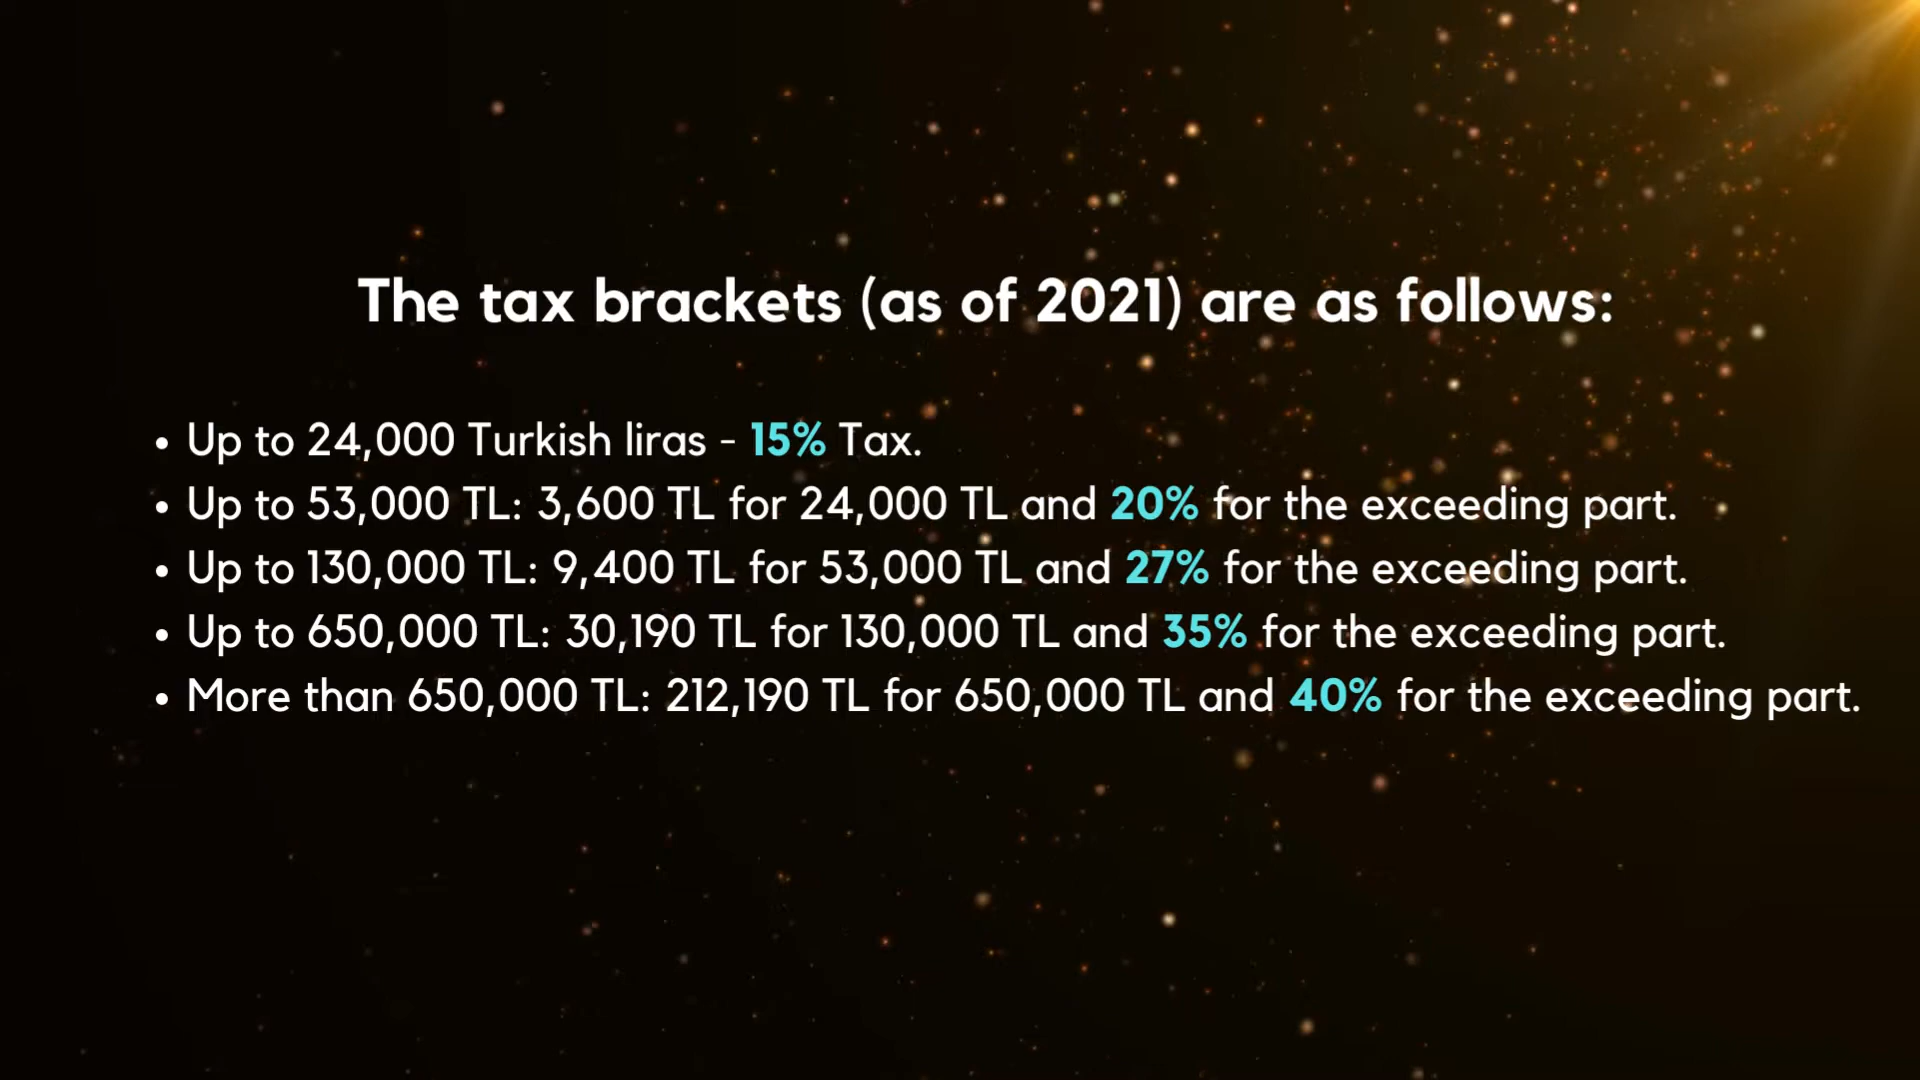 The tax brackets (as of 2021) are as follows:
• Up to 24,000 Turkish liras - 15% Tax.
• Up to 53,000 TL: 3,600 TL for 24,000 TL and 20% for the exceeding part.
• Up to 130,000 TL: 9,400 TL for 53,000 TL and 27% for the exceeding part.
• Up to 650,000 TL: 30,190 TL for 130,000 TL and 35% for the exceeding part.
• More than 650,000 TL: 212,190 TL for 650,000 TL and 40% for the exceeding part.